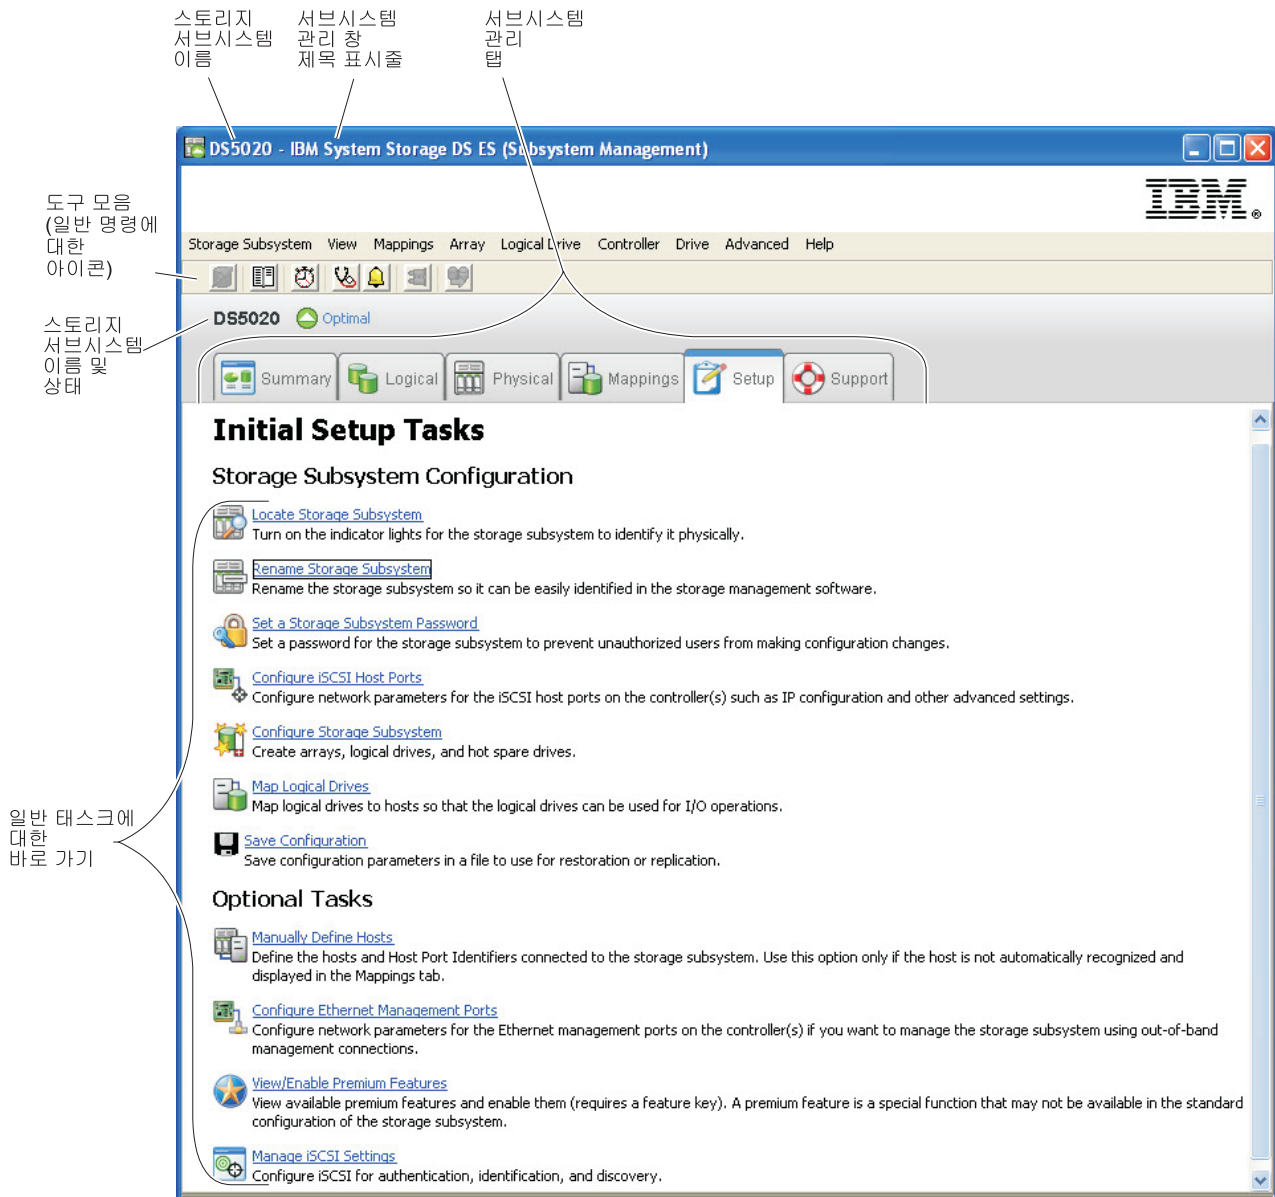 스토리지
서브시스템
이름
서브시스템
관리 창
제목 표시줄
서브시스템
관리
탭
DS5020 - IBM System Storage DS ES (Subsystem Management)
IBM®
도구 모음
(일반 명령에
대한
아이콘)
Storage Subsystem View Mappings Array Logical Drive Controller Drive Advanced Help
스토리지
서브시스템
이름 및
상태
DS5020 Optimal
Summary Logical Physical Mappings Setup Support
Initial Setup Tasks
Storage Subsystem Configuration
Locate Storage Subsystem
Turn on the indicator lights for the storage subsystem to identify it physically.
Rename Storage Subsystem
Rename the storage subsystem so it can be easily identified in the storage management software.
Set a Storage Subsystem Password
Set a password for the storage subsystem to prevent unauthorized users from making configuration changes.
Configure iSCSI Host Ports
Configure network parameters for the iSCSI host ports on the controller(s) such as IP configuration and other advanced settings.
Configure Storage Subsystem
Create arrays, logical drives, and hot spare drives.
Map Logical Drives
Map logical drives to hosts so that the logical drives can be used for I/O operations.
일반 태스크에
대한
바로 가기
Save Configuration
Save configuration parameters in a file to use for restoration or replication.
Optional Tasks
Manually Define Hosts
Define the hosts and Host Port Identifiers connected to the storage subsystem. Use this option only if the host is not automatically recognized and
displayed in the Mappings tab.
Configure Ethernet Management Ports
Configure network parameters for the Ethernet management ports on the controller(s) if you want to manage the storage subsystem using out-of-band
management connections.
View/Enable Premium Features
View available premium features and enable them (requires a feature key). A premium feature is a special function that may not be available in the standard
configuration of the storage subsystem.
Manage iSCSI Settings
Configure iSCSI for authentication, identification, and discovery.